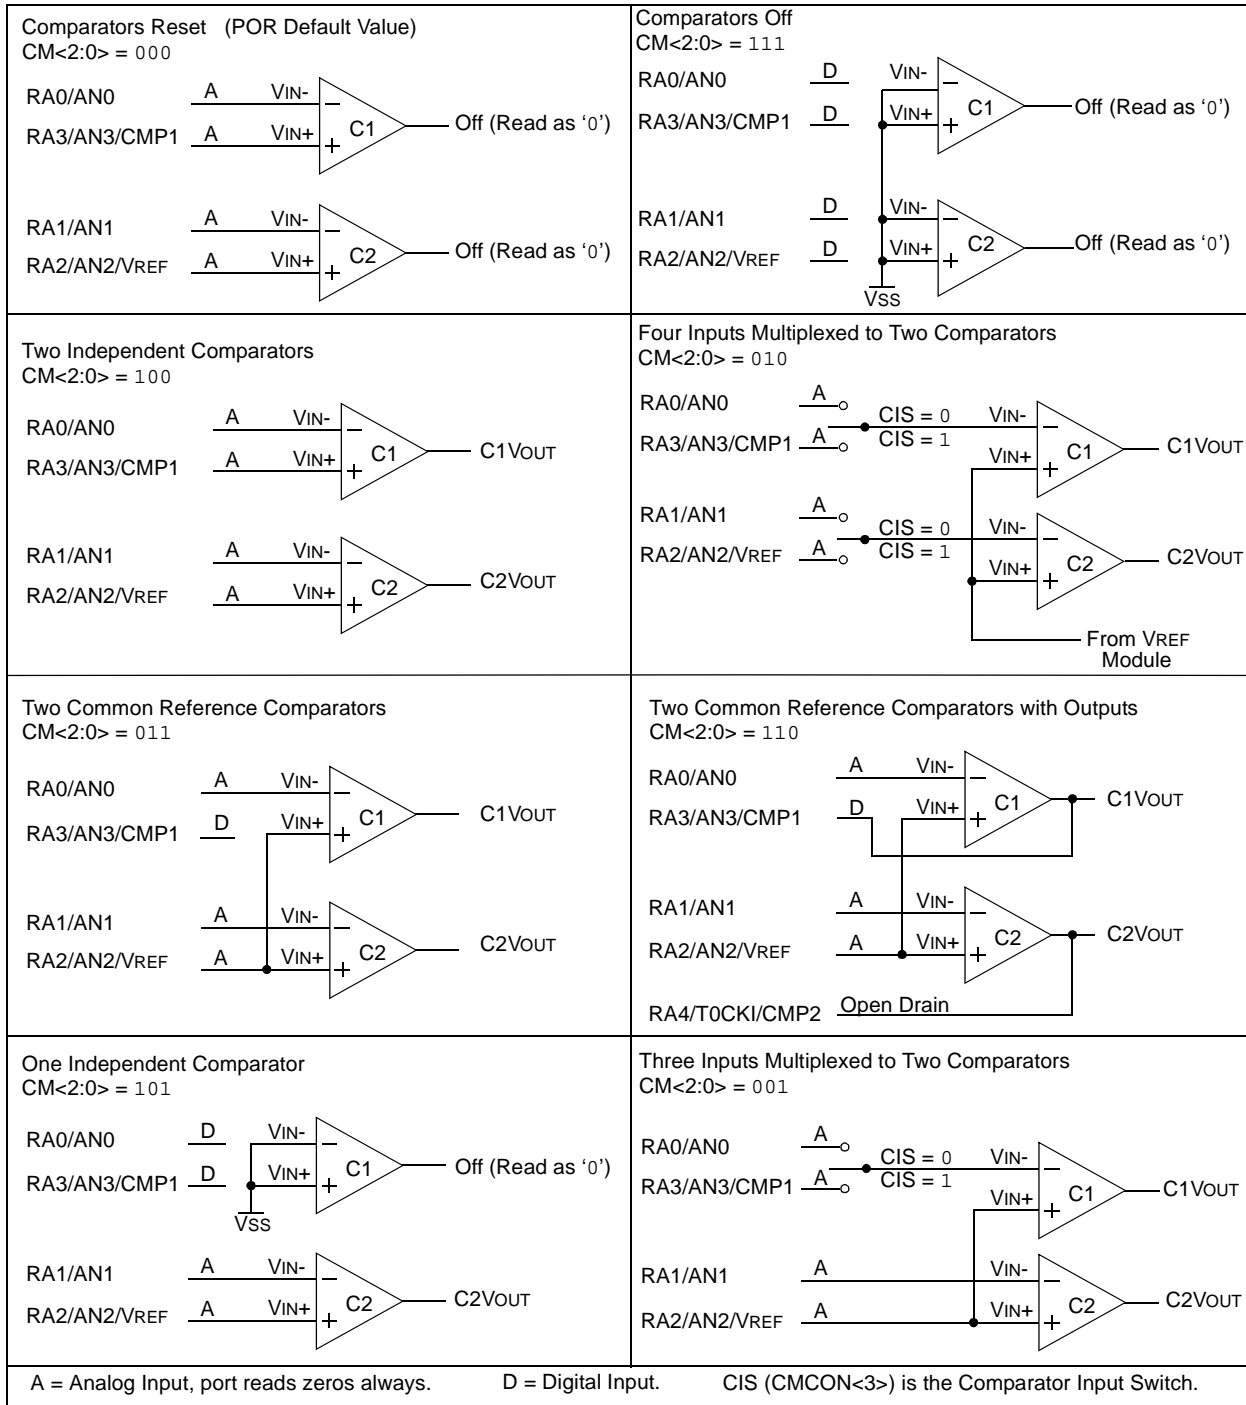 Comparators Reset (POR Default Value)
CM<2:0> = 000
RA0/AN0 A VIN- –
RA3/AN3/CMP1 A VIN+ + C1 Off (Read as ‘0’)
RA1/AN1 A VIN- –
RA2/AN2/VREF A VIN+ + C2 Off (Read as ‘0’)
Comparators Off
CM<2:0> = 111
RA0/AN0 D VIN- –
RA3/AN3/CMP1 D VIN+ + C1 Off (Read as ‘0’)
RA1/AN1 D VIN- –
RA2/AN2/VREF D VIN+ + C2 Off (Read as ‘0’)
VSS
Two Independent Comparators
CM<2:0> = 100
RA0/AN0 A VIN- –
RA3/AN3/CMP1 A VIN+ + C1 C1VOUT
RA1/AN1 A VIN- –
RA2/AN2/VREF A VIN+ + C2 C2VOUT
Four Inputs Multiplexed to Two Comparators
CM<2:0> = 010
RA0/AN0 A CIS = 0 VIN- –
RA3/AN3/CMP1 A CIS = 1 VIN+ + C1 C1VOUT
RA1/AN1 A CIS = 0 VIN- –
RA2/AN2/VREF A CIS = 1 VIN+ + C2 C2VOUT
From VREF
Module
Two Common Reference Comparators
CM<2:0> = 011
RA0/AN0 A VIN- –
RA3/AN3/CMP1 D VIN+ + C1 C1VOUT
RA1/AN1 A VIN- –
RA2/AN2/VREF A VIN+ + C2 C2VOUT
Two Common Reference Comparators with Outputs
CM<2:0> = 110
RA0/AN0 A VIN- –
RA3/AN3/CMP1 D VIN+ + C1 C1VOUT
RA1/AN1 A VIN- –
RA2/AN2/VREF A VIN+ + C2 C2VOUT
RA4/T0CKI/CMP2 Open Drain
One Independent Comparator
CM<2:0> = 101
RA0/AN0 D VIN- –
RA3/AN3/CMP1 D VIN+ + C1 Off (Read as ‘0’)
VSS
RA1/AN1 A VIN- –
RA2/AN2/VREF A VIN+ + C2 C2VOUT
Three Inputs Multiplexed to Two Comparators
CM<2:0> = 001
RA0/AN0 A CIS = 0 VIN- –
RA3/AN3/CMP1 A CIS = 1 VIN+ + C1 C1VOUT
RA1/AN1 A VIN- –
RA2/AN2/VREF A VIN+ + C2 C2VOUT
A = Analog Input, port reads zeros always. D = Digital Input. CIS (CMCON<3>) is the Comparator Input Switch.